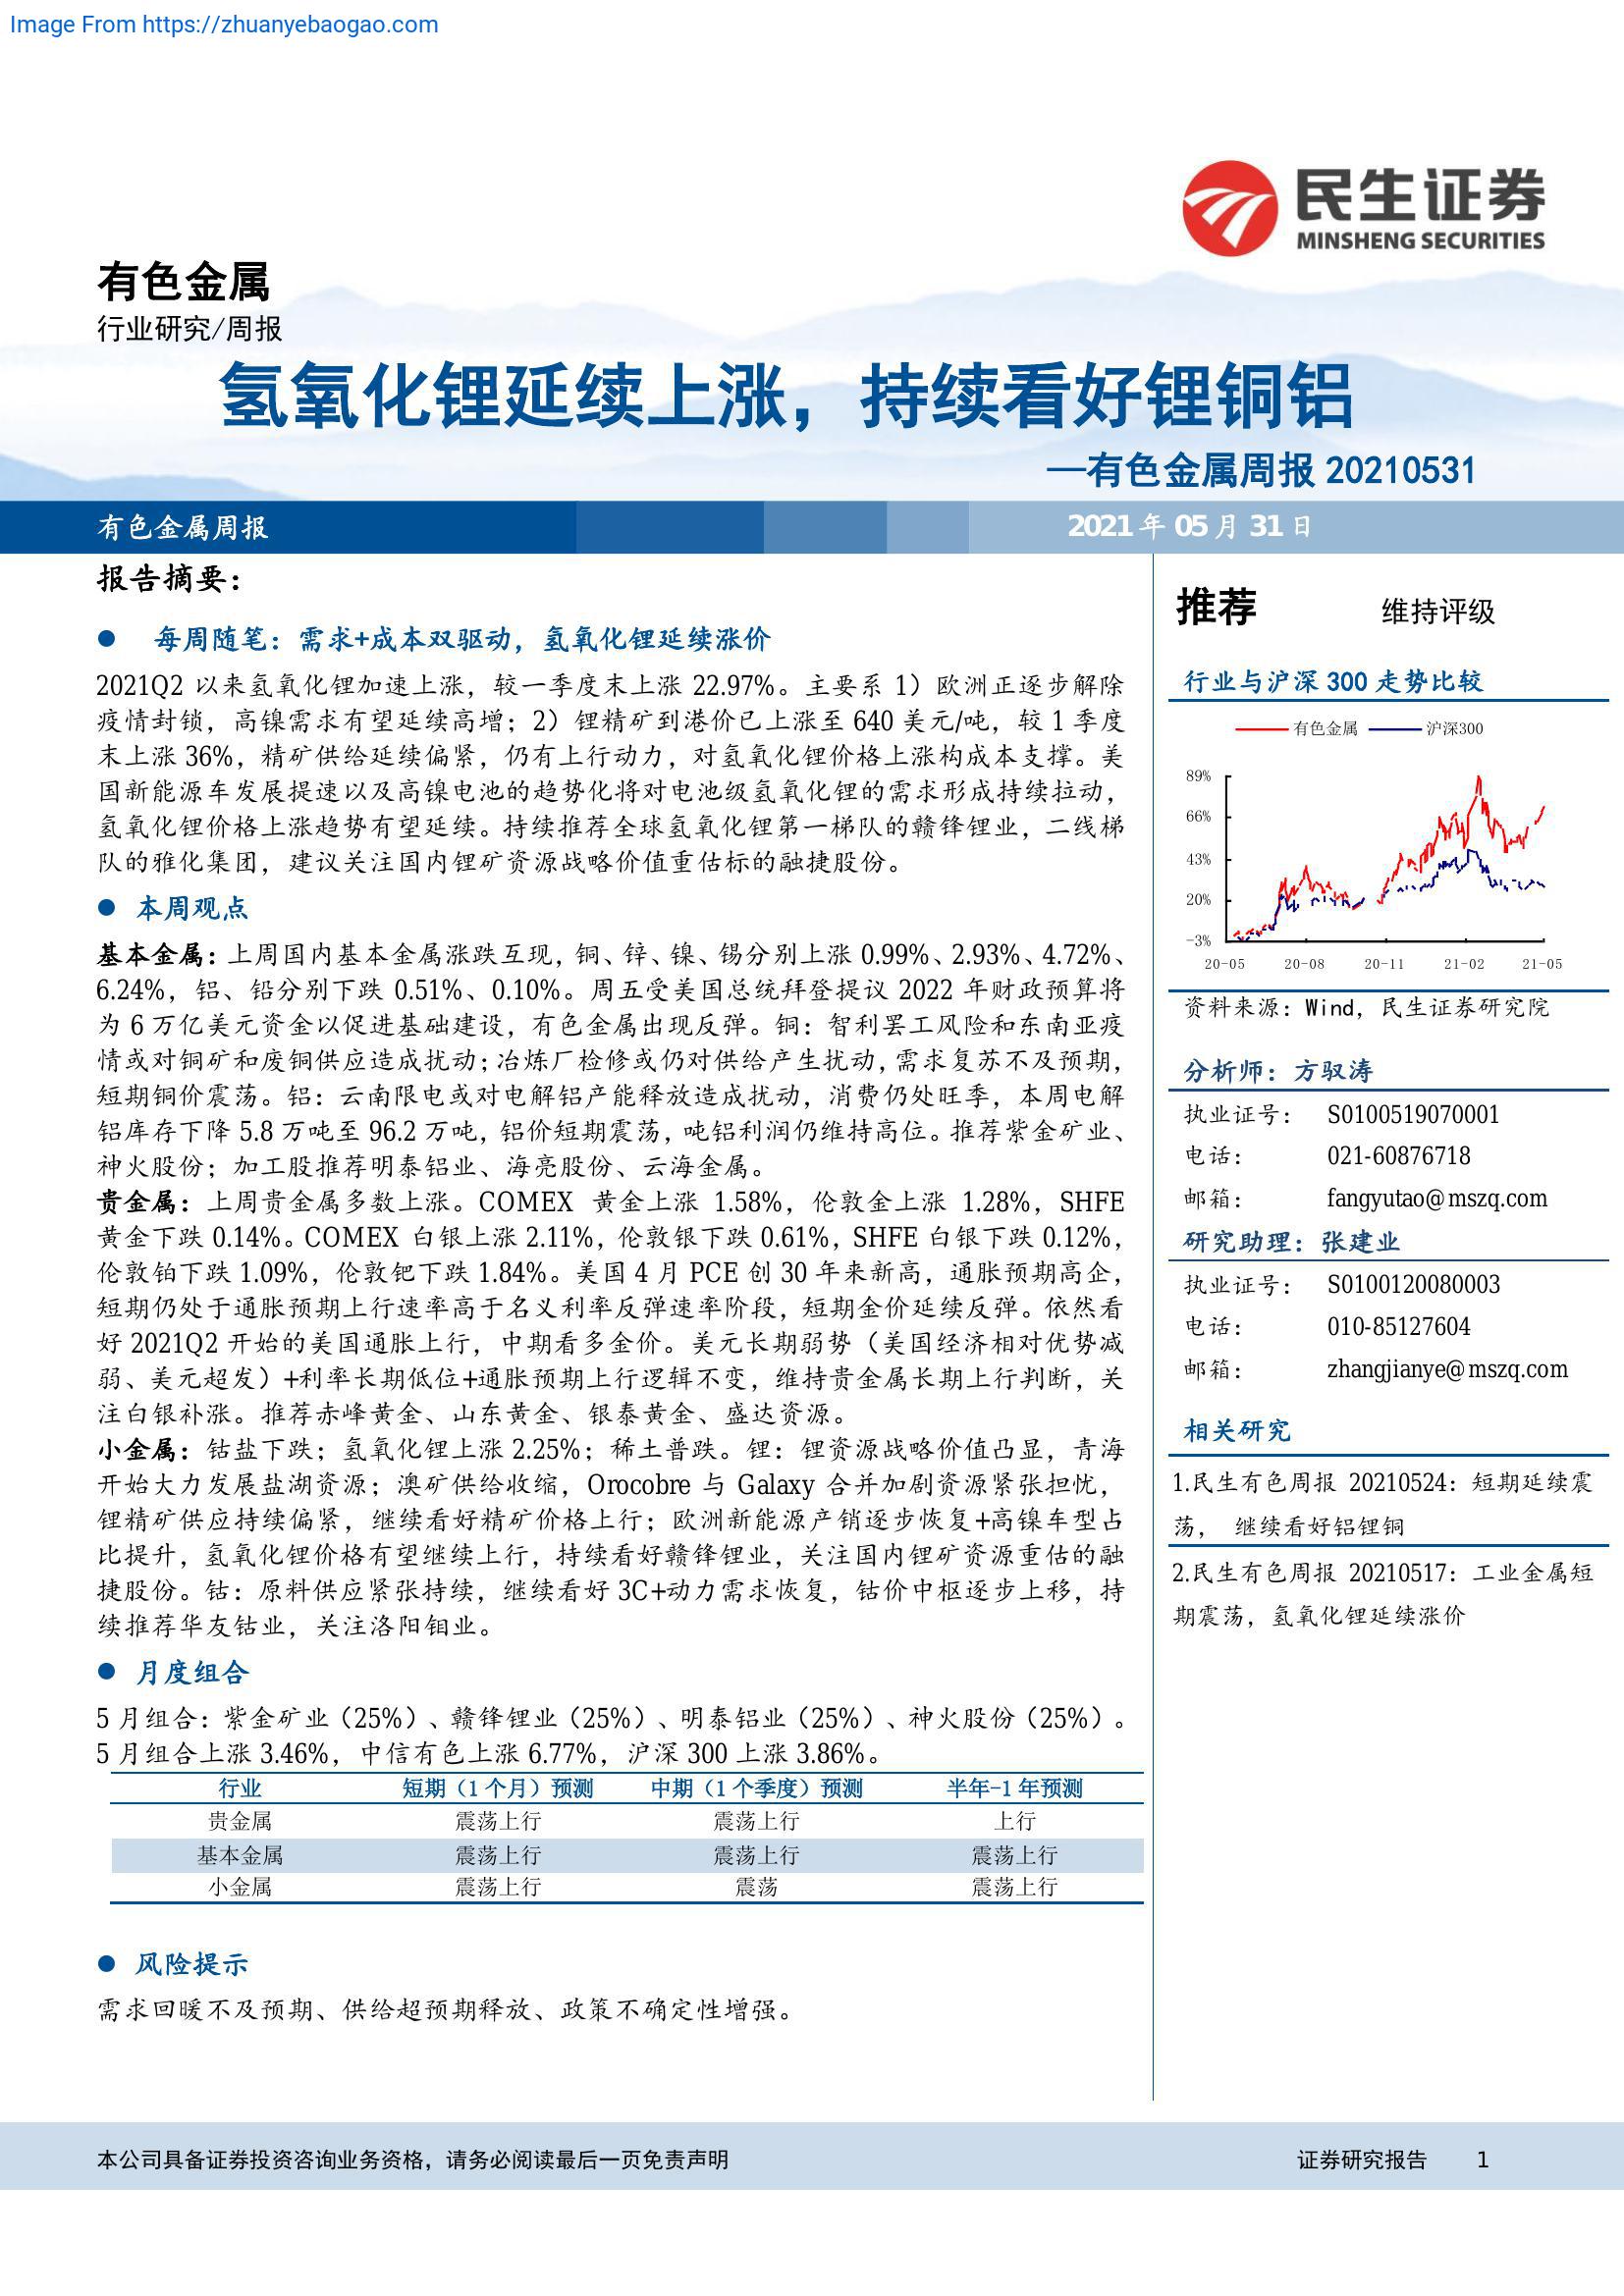 Image From https://zhuanyebaogao.com
民生证券
MINSHENG SECURITIES
有色金属
行业研究/周报
氢氧化锂延续上涨，持续看好锂铜铝
—有色金属周报 20210531
有色金属周报
2021 年 05 月 31 日
报告摘要：
● 每周随笔：需求+成本双驱动，氢氧化锂延续涨价
2021Q2 以来氢氧化锂加速上涨，较一季度末上涨 22.97%。主要系 1）欧洲正逐步解除
疫情封锁，高镍需求有望延续高增；2）锂精矿到港价已上涨至 640 美元/吨，较 1 季度
末上涨 36%，精矿供给延续偏紧，仍有上行动力，对氢氧化锂价格上涨构成成本支撑。美
国新能源车发展提速以及高镍电池的趋势化将对电池级氢氧化锂的需求形成持续拉动，
氢氧化锂价格上涨趋势有望延续。持续推荐全球氢氧化锂第一梯队的赣锋锂业，二线梯
队的雅化集团，建议关注国内锂矿资源战略价值重估标的融捷股份。
● 本周观点
基本金属：上周国内基本金属涨跌互现，铜、锌、镍、锡分别上涨 0.99%、2.93%、4.72%、
6.24%，铝、铅分别下跌 0.51%、0.10%。周五受美国总统拜登提议 2022 年财政预算将
为 6 万亿美元资金以促进基础建设，有色金属出现反弹。铜：智利罢工风险和东南亚疫
情或对铜矿和废铜供应造成扰动；冶炼厂检修或仍对供给产生扰动，需求复苏不及预期，
短期铜价震荡。铝：云南限电或对电解铝产能释放造成扰动，消费仍处旺季，本周电解
铝库存下降 5.8 万吨至 96.2 万吨，铝价短期震荡，吨铝利润仍维持高位。推荐紫金矿业、
神火股份；加工股推荐明泰铝业、海亮股份、云海金属。
贵金属：上周贵金属多数上涨。COMEX 黄金上涨 1.58%，伦敦金上涨 1.28%，SHFE
黄金下跌 0.14%。COMEX 白银上涨 2.11%，伦敦银下跌 0.61%，SHFE 白银下跌 0.12%，
伦敦铂下跌 1.09%，伦敦钯下跌 1.84%。美国 4 月 PCE 创 30 年来新高，通胀预期高企，
短期仍处于通胀预期上行速率高于名义利率反弹速率阶段，短期金价延续反弹。依然看
好 2021Q2 开始的美国通胀上行，中期看多金价。美元长期弱势（美国经济相对优势减
弱、美元超发）+利率长期低位+通胀预期上行逻辑不变，维持贵金属长期上行判断，关
注白银补涨。推荐赤峰黄金、山东黄金、银泰黄金、盛达资源。
小金属：钴盐下跌；氢氧化锂上涨 2.25%；稀土普跌。锂：锂资源战略价值凸显，青海
开始大力发展盐湖资源；澳矿供给收缩，Orocobre 与 Galaxy 合并加剧资源紧张担忧，
锂精矿供应持续偏紧，继续看好精矿价格上行；欧洲新能源产销逐步恢复+高镍车型占
比提升，氢氧化锂价格有望继续上行，持续看好赣锋锂业，关注国内锂矿资源重估的融
捷股份。钴：原料供应紧张持续，继续看好 3C+动力需求恢复，钴价中枢逐步上移，持
续推荐华友钴业，关注洛阳钼业。
● 月度组合
5 月组合：紫金矿业（25%）、赣锋锂业（25%）、明泰铝业（25%）、神火股份（25%）。
5 月组合上涨 3.46%，中信有色上涨 6.77%，沪深 300 上涨 3.86%。
行业 短期（1 个月）预测 中期（1 个季度）预测 半年-1 年预测
贵金属 震荡上行 震荡上行 上行
基本金属 震荡上行 震荡上行 震荡上行
小金属 震荡上行 震荡 震荡上行
● 风险提示
需求回暖不及预期、供给超预期释放、政策不确定性增强。
推荐 维持评级
行业与沪深 300 走势比较
有色金属 沪深300
89%
66%
43%
20%
-3%
20-05 20-08 20-11 21-02 21-05
资料来源：Wind，民生证券研究院
分析师：方驭涛
执业证号： S0100519070001
电话： 021-60876718
邮箱： fangyutao@mszq.com
研究助理：张建业
执业证号： S0100120080003
电话： 010-85127604
邮箱： zhangjianye@mszq.com
相关研究
1.民生有色周报 20210524：短期延续震
荡， 继续看好铝锂铜
2.民生有色周报 20210517：工业金属短
期震荡，氢氧化锂延续涨价
本公司具备证券投资咨询业务资格，请务必阅读最后一页免责声明
证券研究报告 1